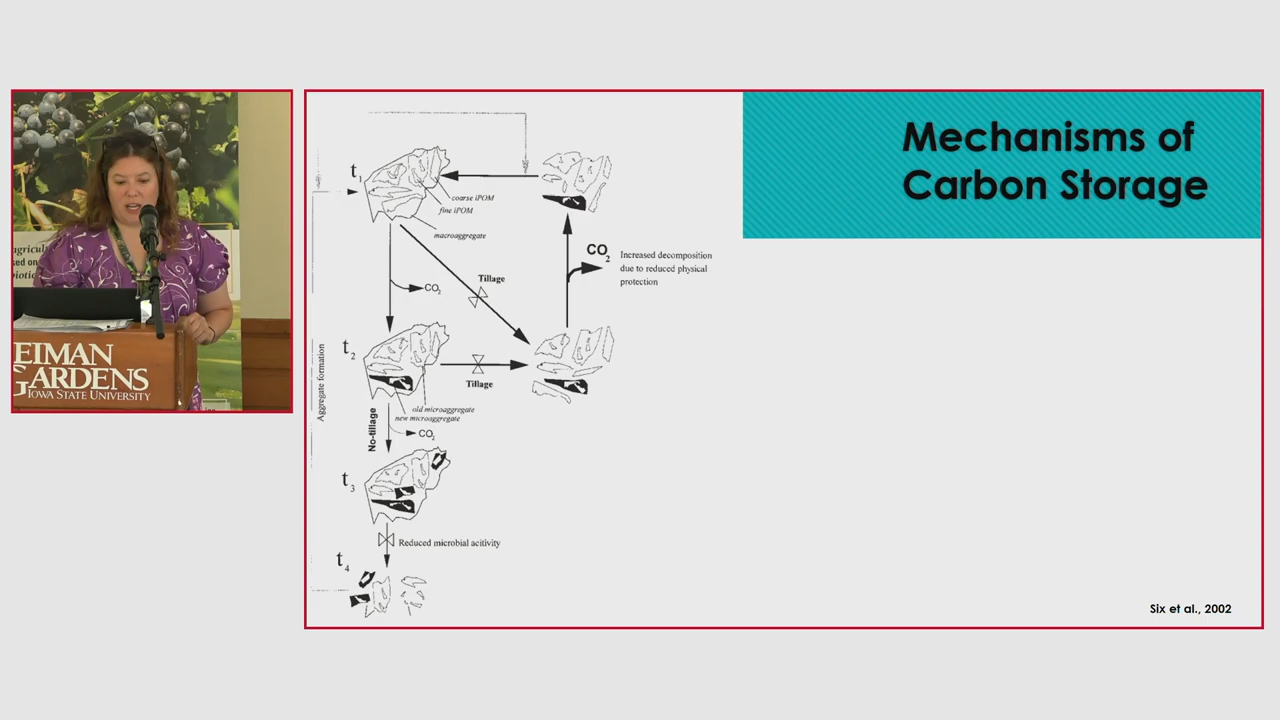 Mechanisms of
Carbon Storage
t1
coarse iPOM
fine iPOM
macroaggregate
CO2
Tillage
CO2
Increased decomposition
due to reduced physical
protection
t2
Tillage
old microaggregate
new microaggregate
Aggregate formation
No-tillage
CO2
t3
Reduced microbial acitivity
t4
Six et al., 2002
EIMAN
GARDENS
IOWA STATE UNIVERSITY